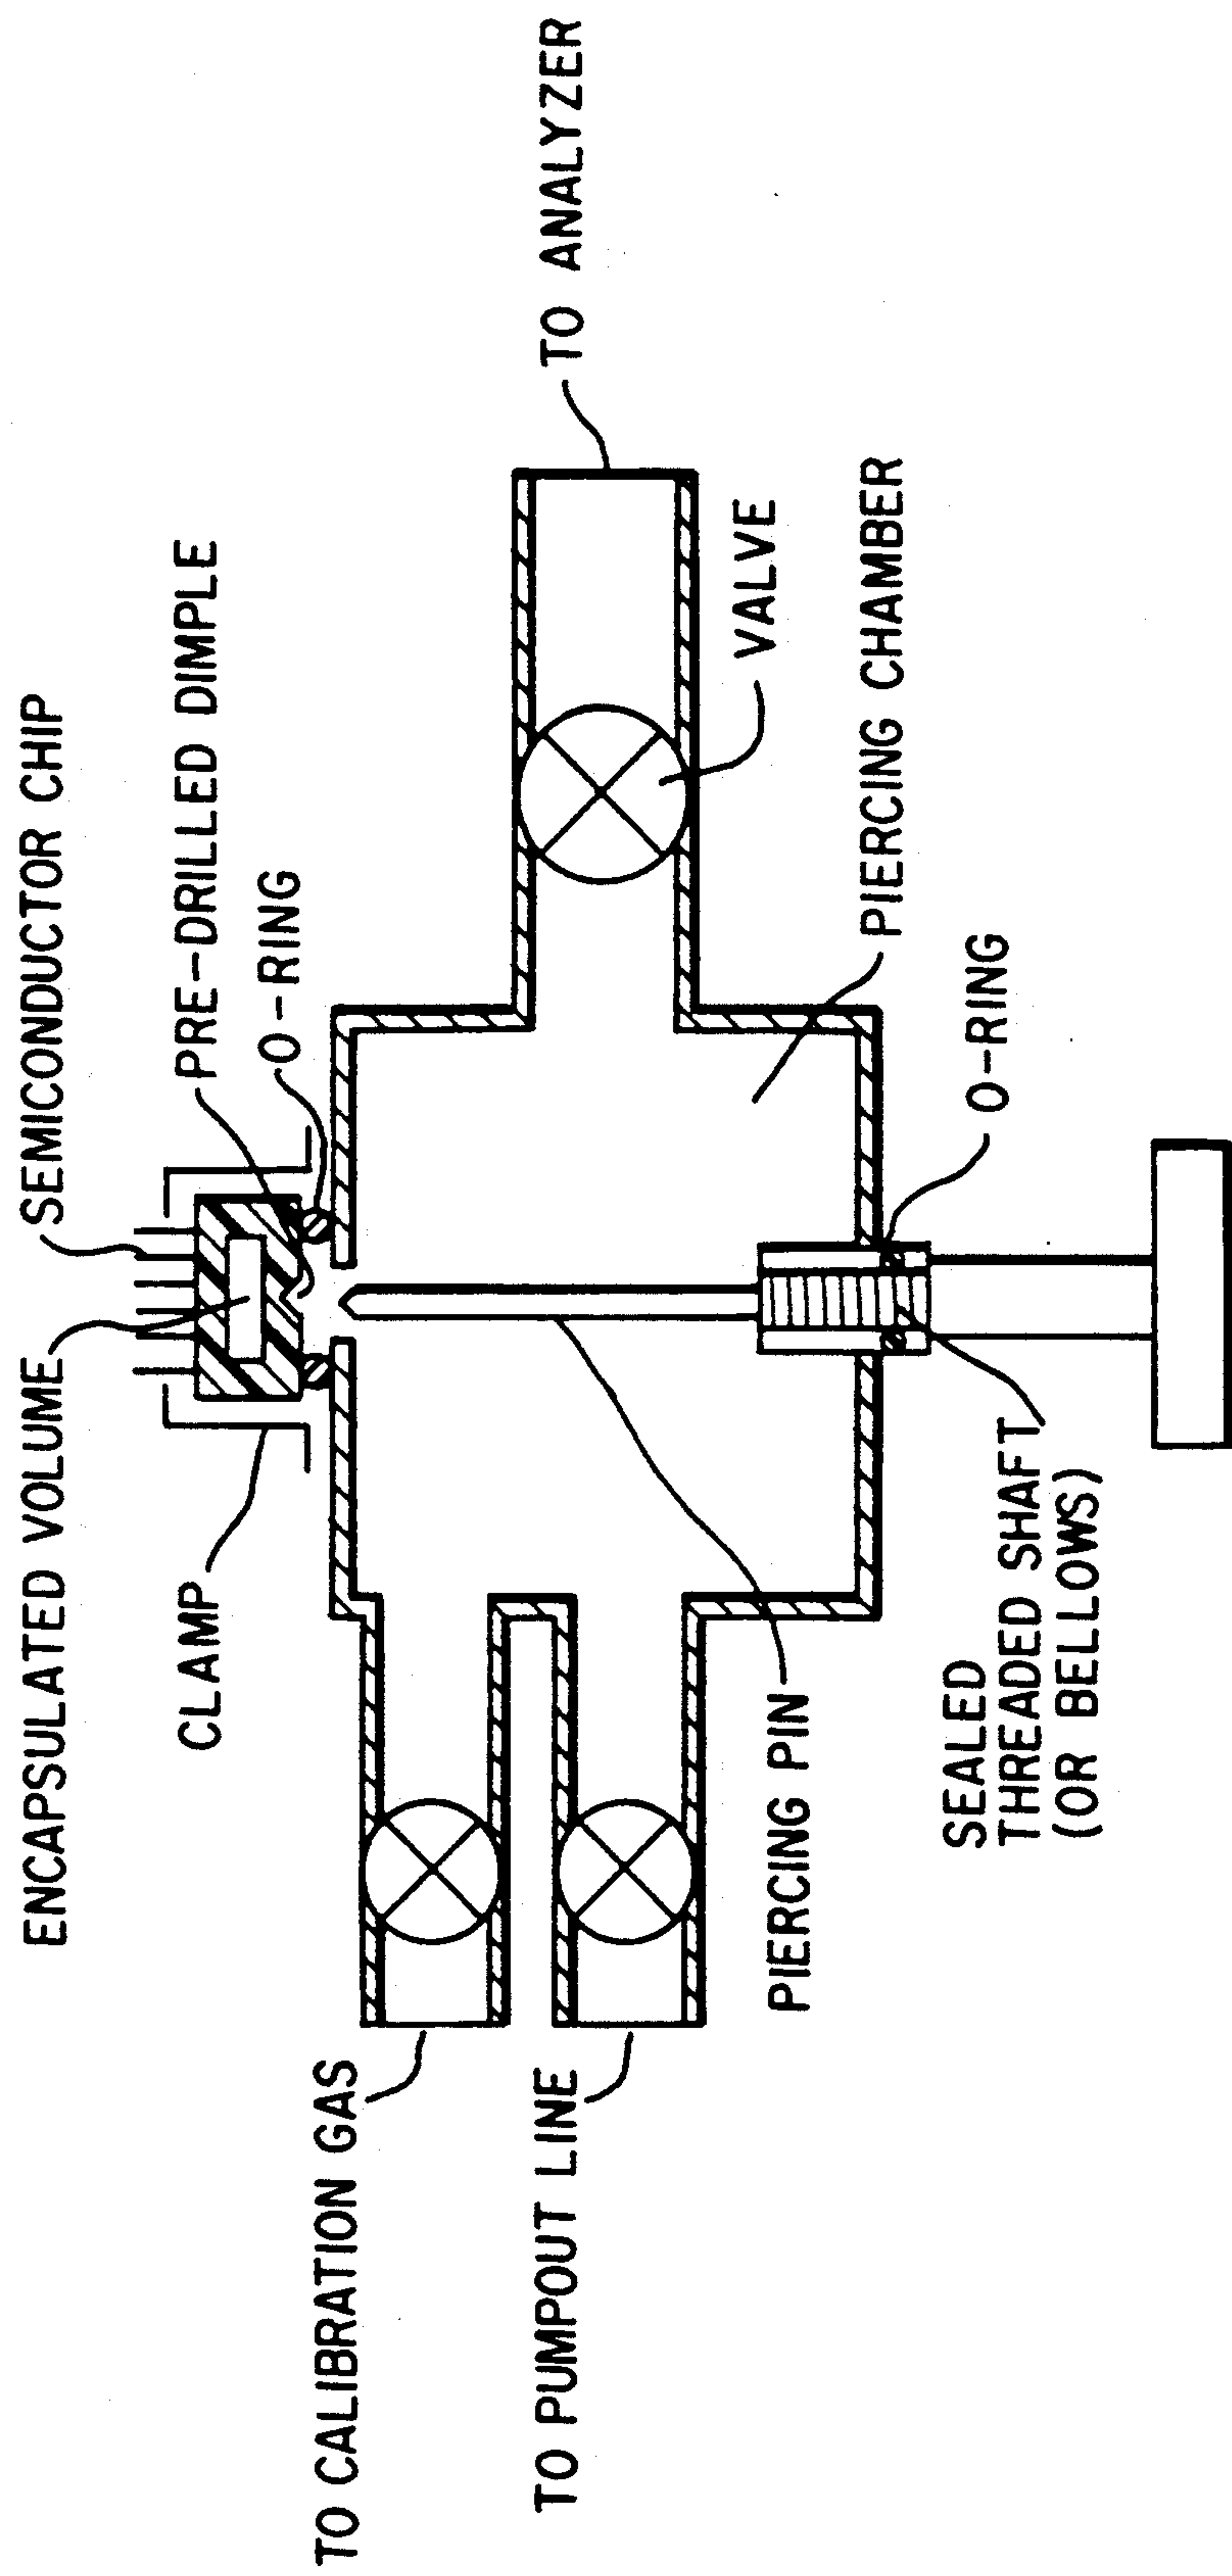 SEMICONDUCTOR CHIP
ENCAPSULATED VOLUME
PRE-DRILLED DIMPLE
CLAMP
O-RING
TO CALIBRATION GAS
TO ANALYZER
TO PUMPOUT LINE
VALVE
PIERCING PIN
PIERCING CHAMBER
SEALED
THREADED SHAFT
(OR BELLOWS)
O-RING